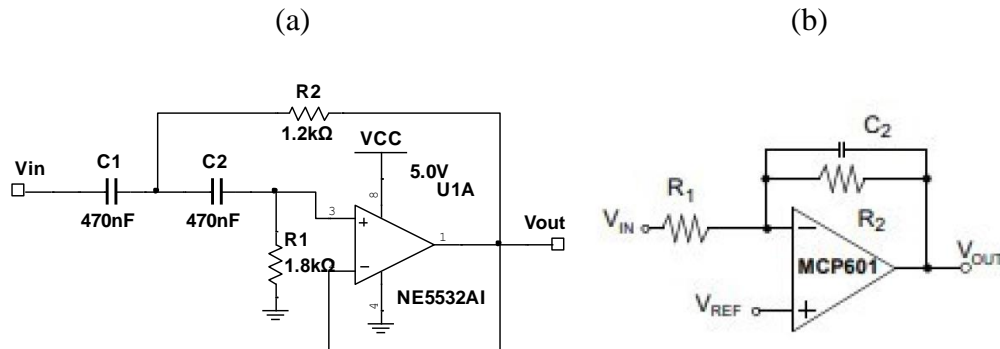 (a)
(b)
R2
1.2kΩ
VCC
5.0V
U1A
Vin
C1
C2
470nF
470nF
R1
1.8kΩ
3
8
1
4
Vout
NE5532AI
C2
R1
R2
VIN
MCP601
VOUT
VREF